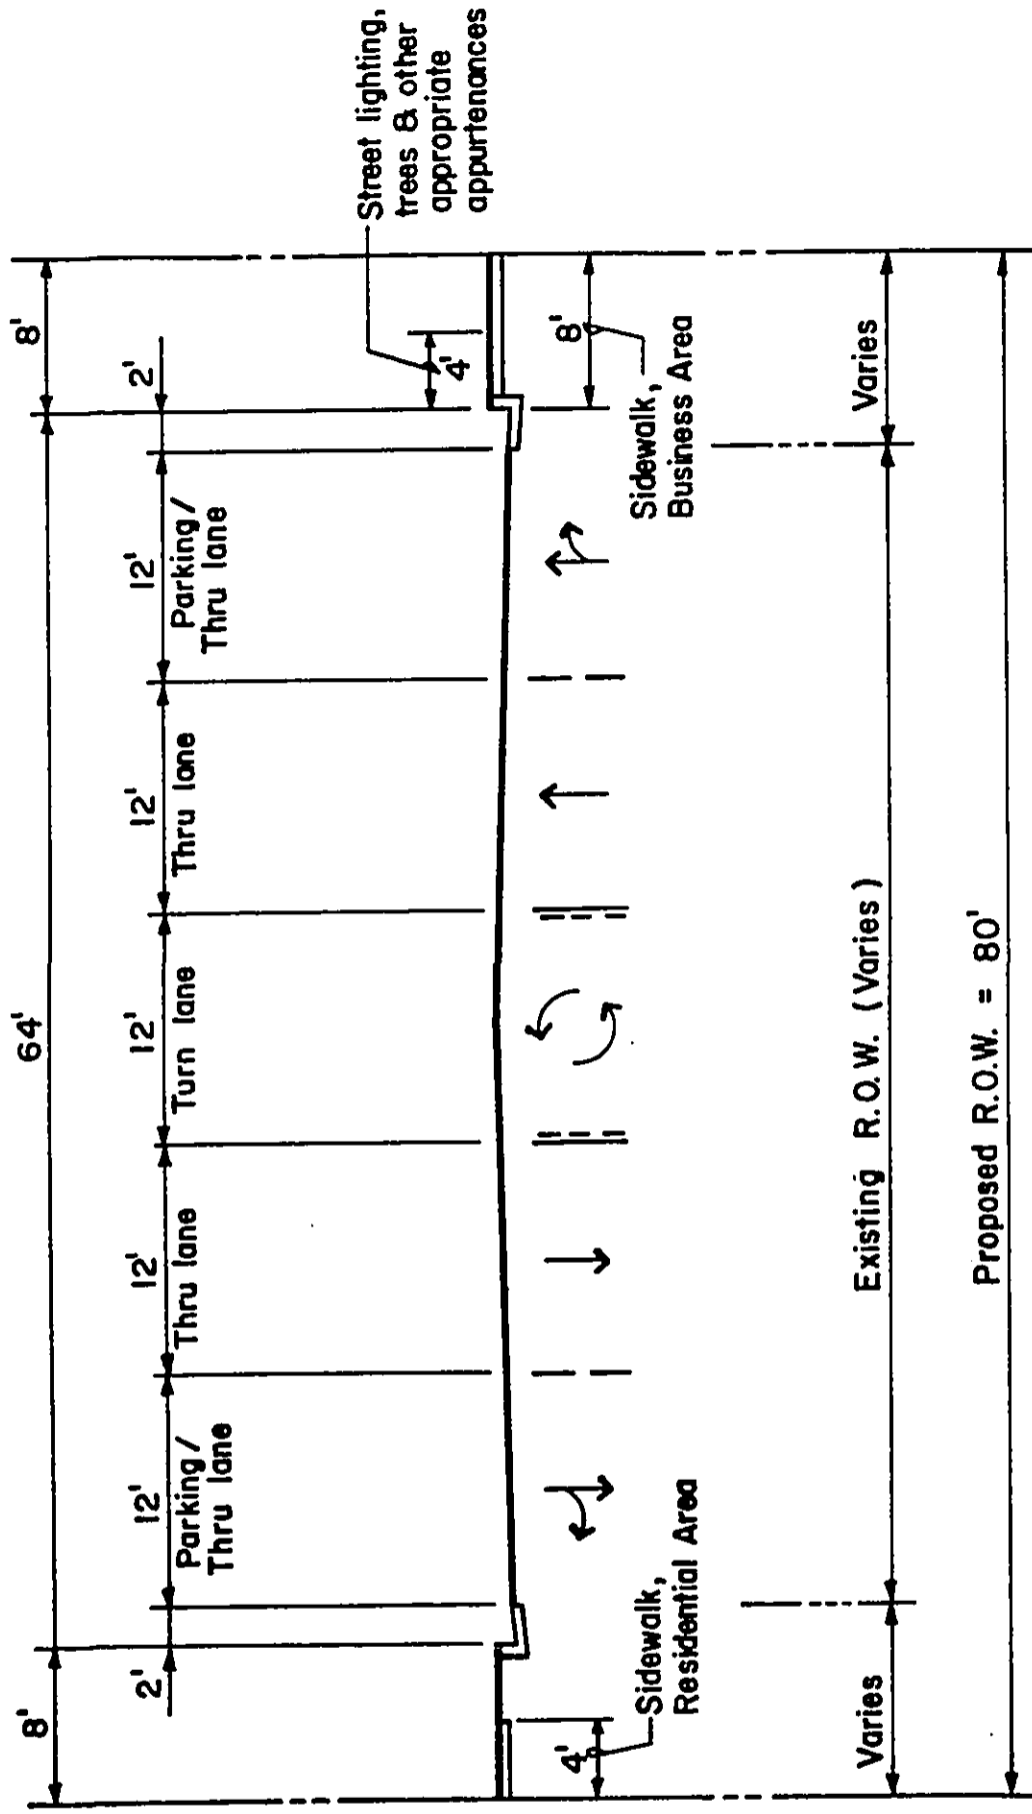 64'
8'
2'
12'
12'
12'
12'
12'
2'
8'
Parking/
Thru lane
Thru lane
Turn lane
Thru lane
Parking/
Thru lane
Street lighting,
trees & other
appropriate
appurtenances
4'
4'
Sidewalk,
Residential Area
8'
Sidewalk,
Business Area
Varies
Existing R.O.W. (Varies)
Varies
Proposed R.O.W. = 80'